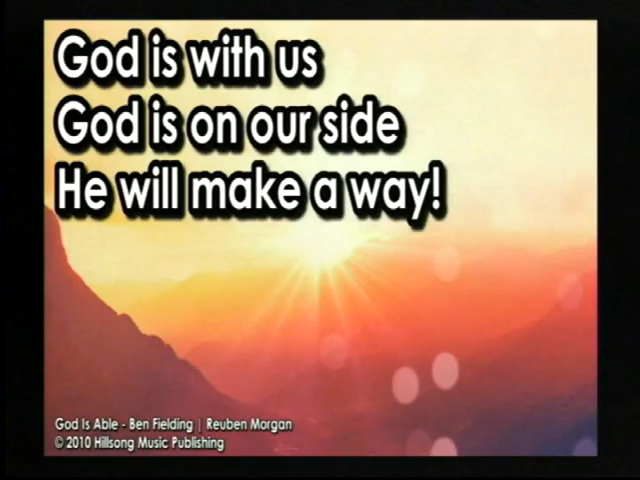 God is with us
God is on our side
He will make a way!
God Is Able - Ben Fielding | Reuben Morgan
© 2010 Hillsong Music Publishing